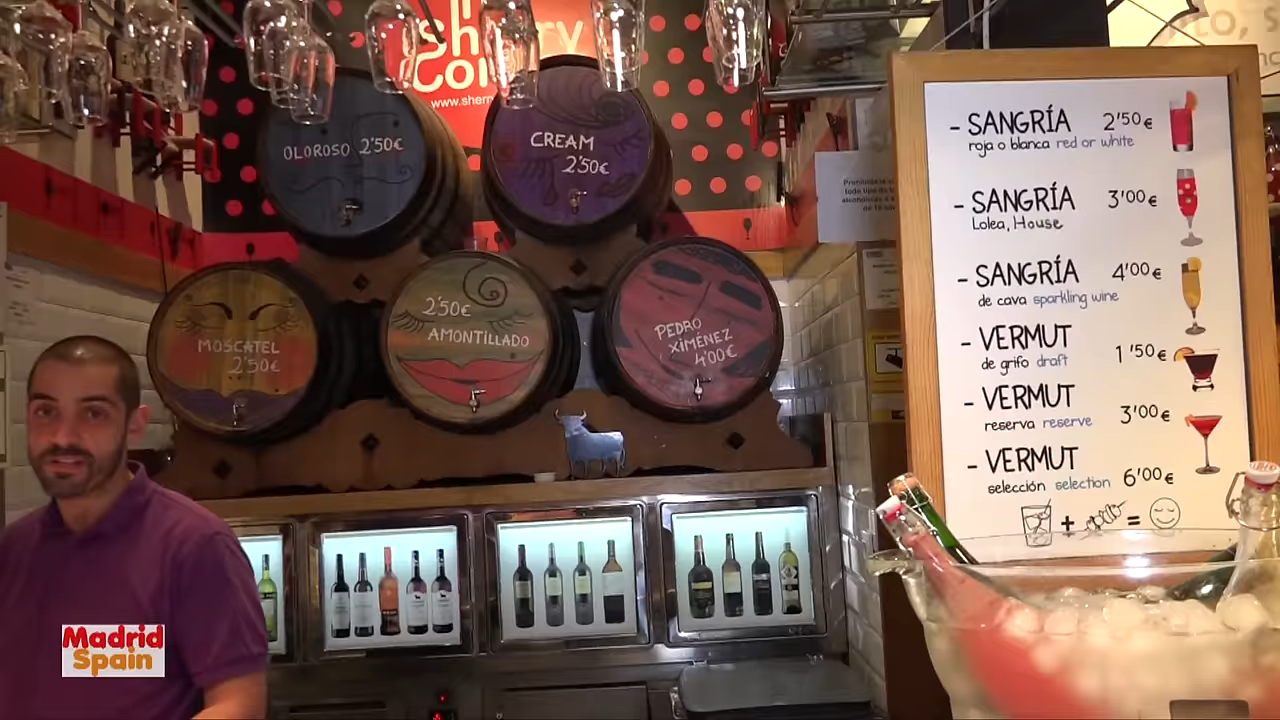 sherry
Cor
www.sherr
OLOROSO 2'50€
CREAM
2'50€
MOSCATEL
2'50€
2'50€
AMONTILLADO
PEDRO
XIMÉNEZ
4'00€
- SANGRÍA 2'50€
roja o blanca red or white
- SANGRÍA 3'00€
Lolea, House
- SANGRÍA 4'00€
de cava sparkling wine
- VERMUT
de grifo draft 1'50€
- VERMUT
reserva reserve 3'00€
- VERMUT
selección selection 6'00€
+ =
Madrid
Spain